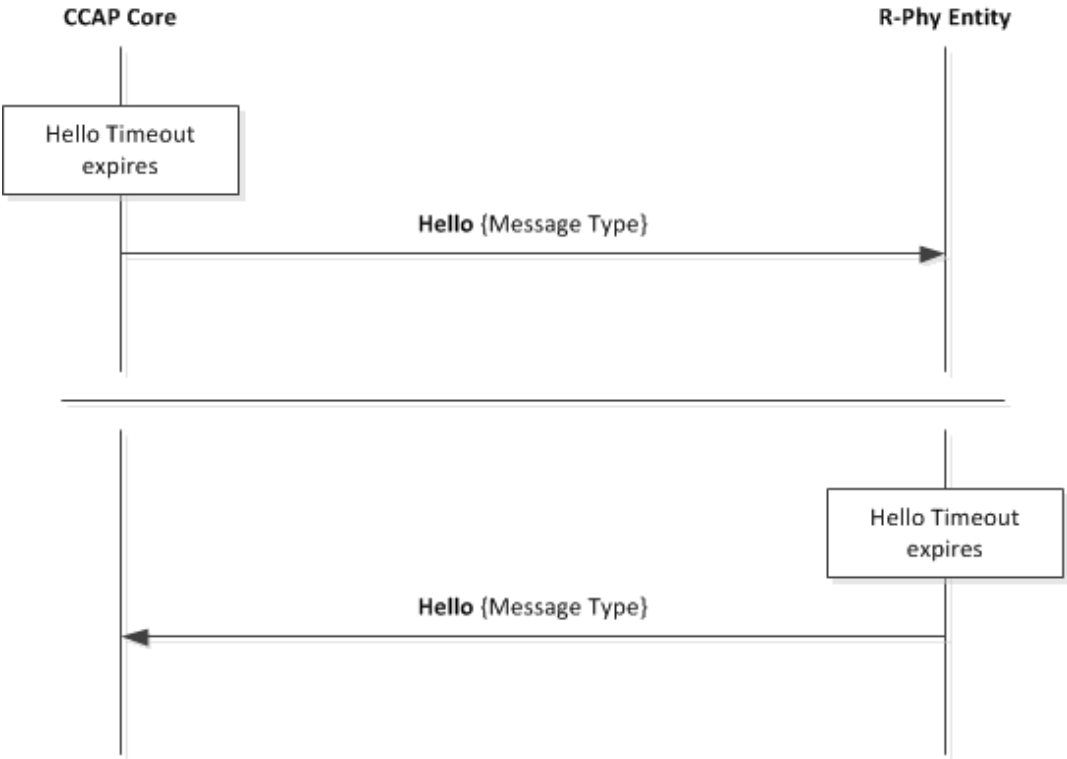 CCAP Core
R-Phy Entity
Hello Timeout
expires
Hello {Message Type}
Hello Timeout
expires
Hello {Message Type}